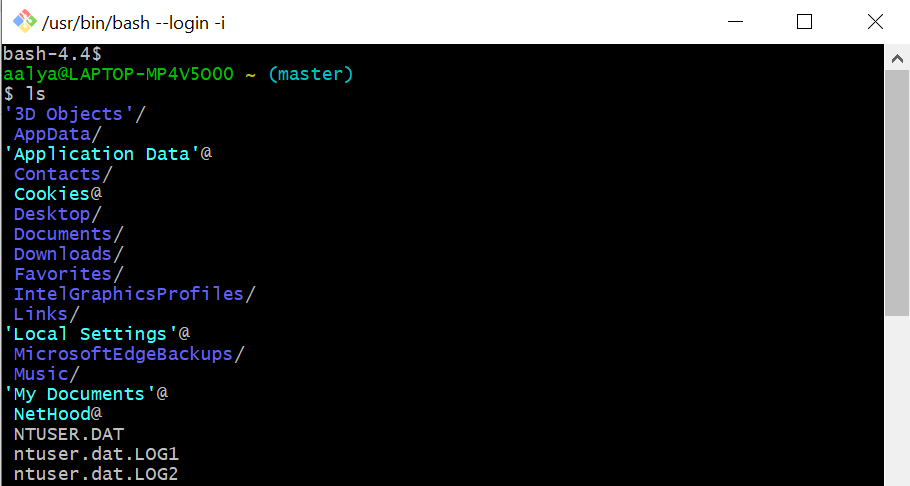 /usr/bin/bash --login -i
bash-4.4$
aalya@LAPTOP-MP4V5O00 ~ (master)
$ ls
'3D Objects'/
AppData/
'Application Data'@
Contacts/
Cookies@
Desktop/
Documents/
Downloads/
Favorites/
IntelGraphicsProfiles/
Links/
'Local Settings'@
MicrosoftEdgeBackups/
Music/
'My Documents'@
NetHood@
NTUSER.DAT
ntuser.dat.LOG1
ntuser.dat.LOG2